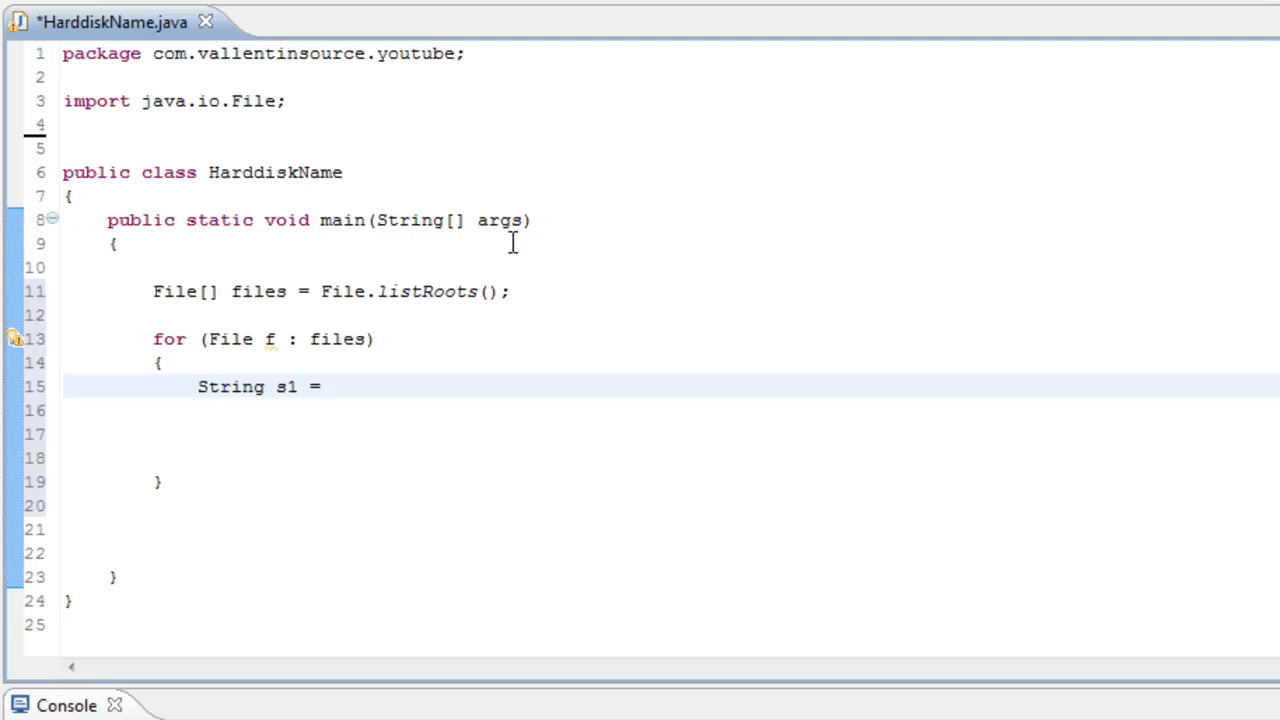 *HarddiskName.java
1 package com.vallentinsource.youtube;
2
3 import java.io.File;
4
5
6 public class HarddiskName
7 {
8 public static void main(String[] args)
9 {
10
11 File[] files = File.listRoots();
12
13 for (File f : files)
14 {
15 String s1 =
16
17
18
19 }
20
21
22
23 }
24 }
25
Console